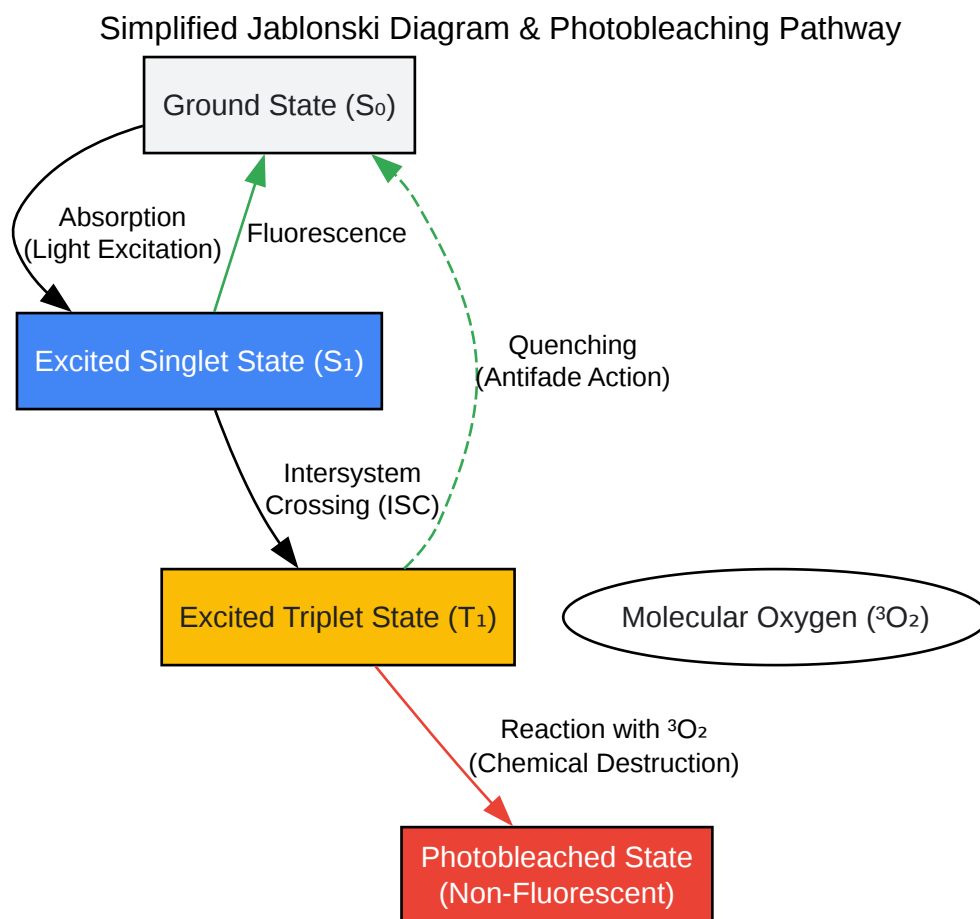 Simplified Jablonski Diagram & Photobleaching Pathway
Ground State (S₀)
Absorption
(Light Excitation)
Fluorescence
Excited Singlet State (S₁)
Quenching
(Antifade Action)
Intersystem
Crossing (ISC)
Excited Triplet State (T₁)
Molecular Oxygen (³O₂)
Reaction with ³O₂
(Chemical Destruction)
Photobleached State
(Non-Fluorescent)